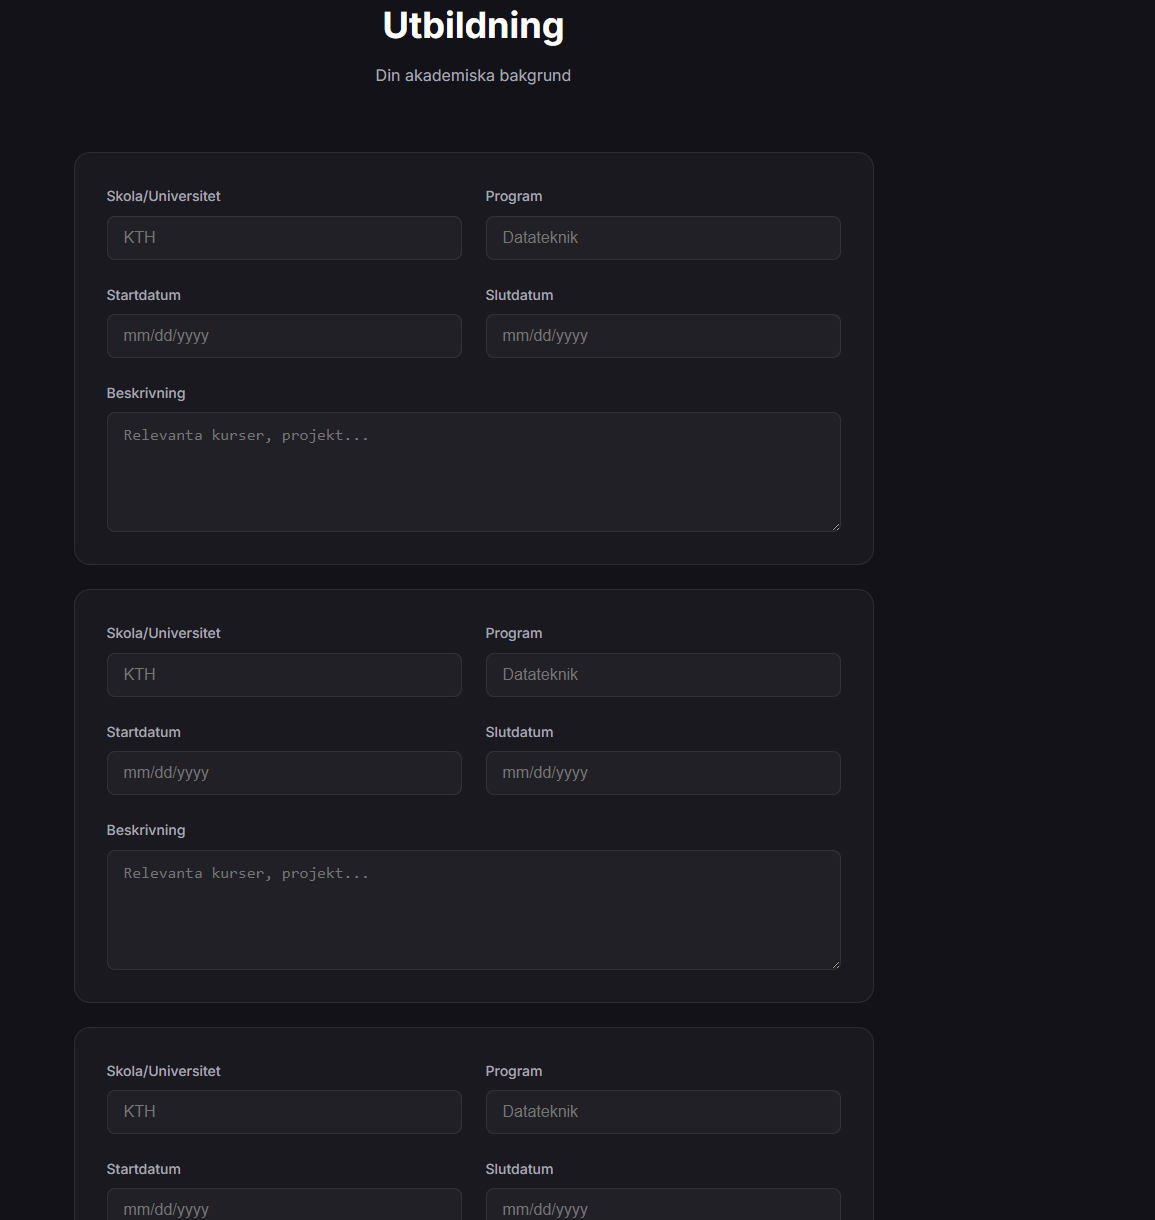 Utbildning
Din akademiska bakgrund
Skola/Universitet Program
KTH Datateknik
Startdatum Slutdatum
mm/dd/yyyy mm/dd/yyyy
Beskrivning
Relevanta kurser, projekt...
Skola/Universitet Program
KTH Datateknik
Startdatum Slutdatum
mm/dd/yyyy mm/dd/yyyy
Beskrivning
Relevanta kurser, projekt...
Skola/Universitet Program
KTH Datateknik
Startdatum Slutdatum
mm/dd/yyyy mm/dd/yyyy